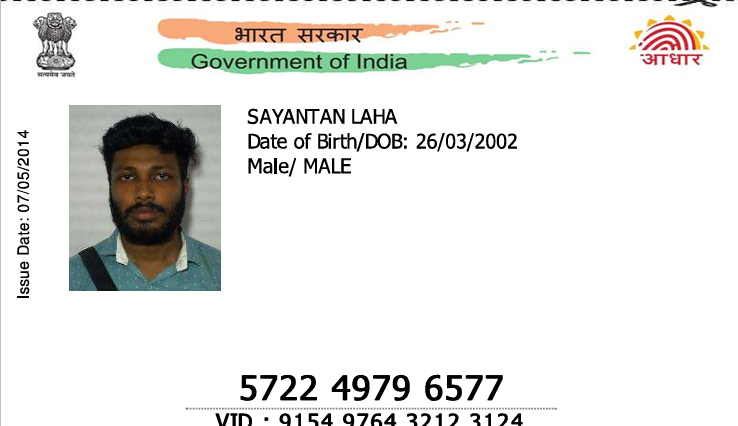 भारत सरकार
Government of India
सत्यमेव जयते
आधार
Issue Date: 07/05/2014
SAYANTAN LAHA
Date of Birth/DOB: 26/03/2002
Male/ MALE
5722 4979 6577
VID : 9154 9764 3212 3124